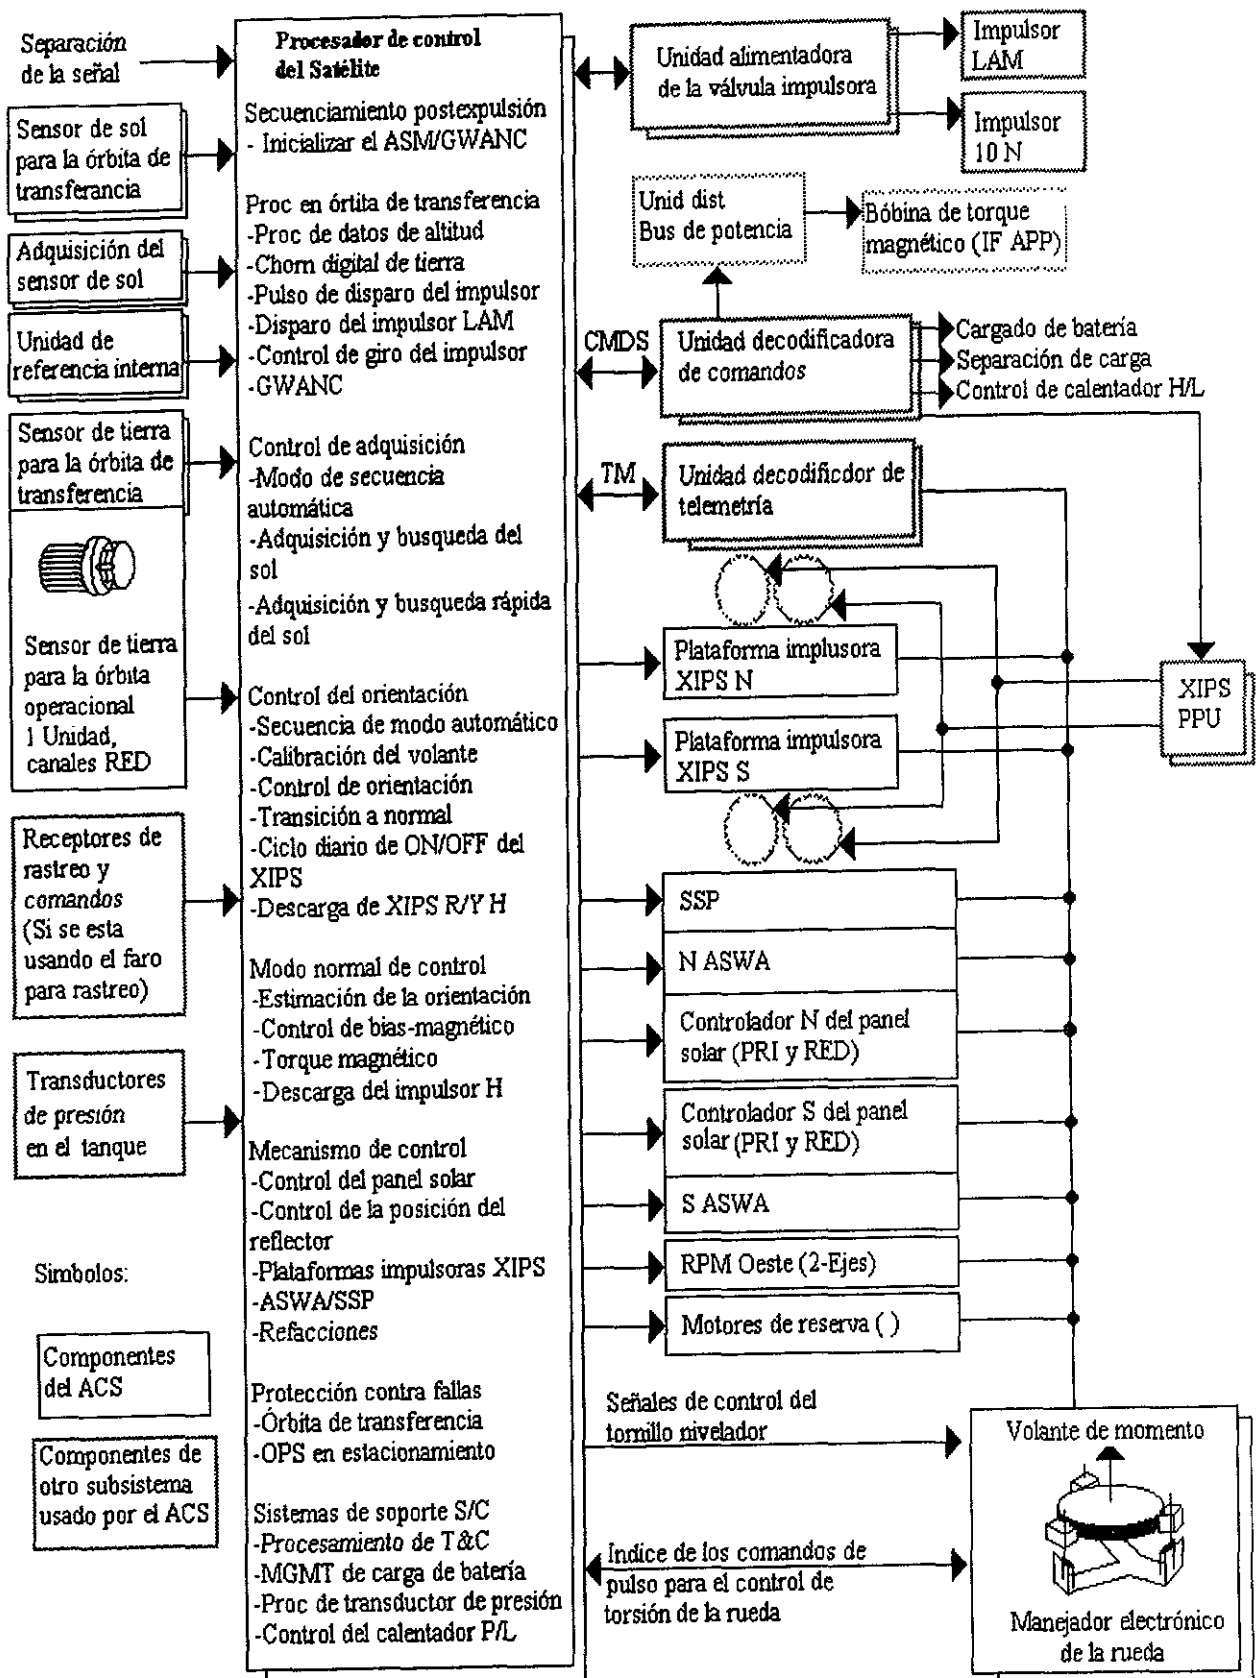 Separación
de la señal
Sensor de sol
para la órbita de
transferancia
Adquisición del
sensor de sol
Unidad de
referencia interna
Sensor de tierra
para la órbita de
transferencia
Sensor de tierra
para la órbita
operacional
1 Unidad,
canales RED
Receptores de
rastreo y
comandos
(Si se esta
usando el faro
para rastreo)
Transductores
de presión
en el tanque
Simbolos:
Componentes
del ACS
Componentes de
otro subsistema
usado por el ACS
Procesador de control
del Satélite
Secuenciamiento postexpulsión
- Inicializar el ASM/GWANC
Proc en órtita de transferencia
-Proc de datos de altitud
-Chorn digital de tierra
-Pulso de disparo del impulsor
-Disparo del impulsor LAM
-Control de giro del impulsor
-GWANC
Control de adquisición
-Modo de secuencia
automática
-Adquisición y busqueda del
sol
-Adquisición y busqueda rápida
del sol
Control del orientación
-Secuencia de modo automático
-Calibración del volante
-Control de orientación
-Transición a normal
-Ciclo diario de ON/OFF del
XIPS
-Descarga de XIPS R/Y H
Modo normal de control
-Estimación de la orientación
-Control de bias-magnético
-Torque magnético
-Descarga del impulsor H
Mecanismo de control
-Control del panel solar
-Control de la posición del
reflector
-Plataformas impulsoras XIPS
-ASWA/SSP
-Refacciones
Protección contra fallas
-Órbita de transferencia
-OPS en estacionamiento
Sistemas de soporte S/C
-Procesamiento de T&C
-MGMT de carga de batería
-Proc de transductor de presión
-Control del calentador P/L
Unidad alimentadora
de la válvula impulsora
Impulsor
LAM
Impulsor
10 N
Unid dist
Bus de potencia
Bóbina de torque
magnético (IF APP)
CMDS
Unidad decodificadora
de comandos
Cargado de batería
Separación de carga
Control de calentador H/L
TM
Unidad decodificdor de
telemetría
Plataforma implusora
XIPS N
Plataforma impulsora
XIPS S
XIPS
PPU
SSP
N ASWA
Controlador N del panel
solar (PRI y RED)
Controlador S del panel
solar (PRI y RED)
S ASWA
RPM Oeste (2-Ejes)
Motores de reserva ( )
Señales de control del
tornillo nivelador
Volante de momento
Indice de los comandos de
pulso para el control de
torsión de la rueda
Manejador electrónico
de la rueda